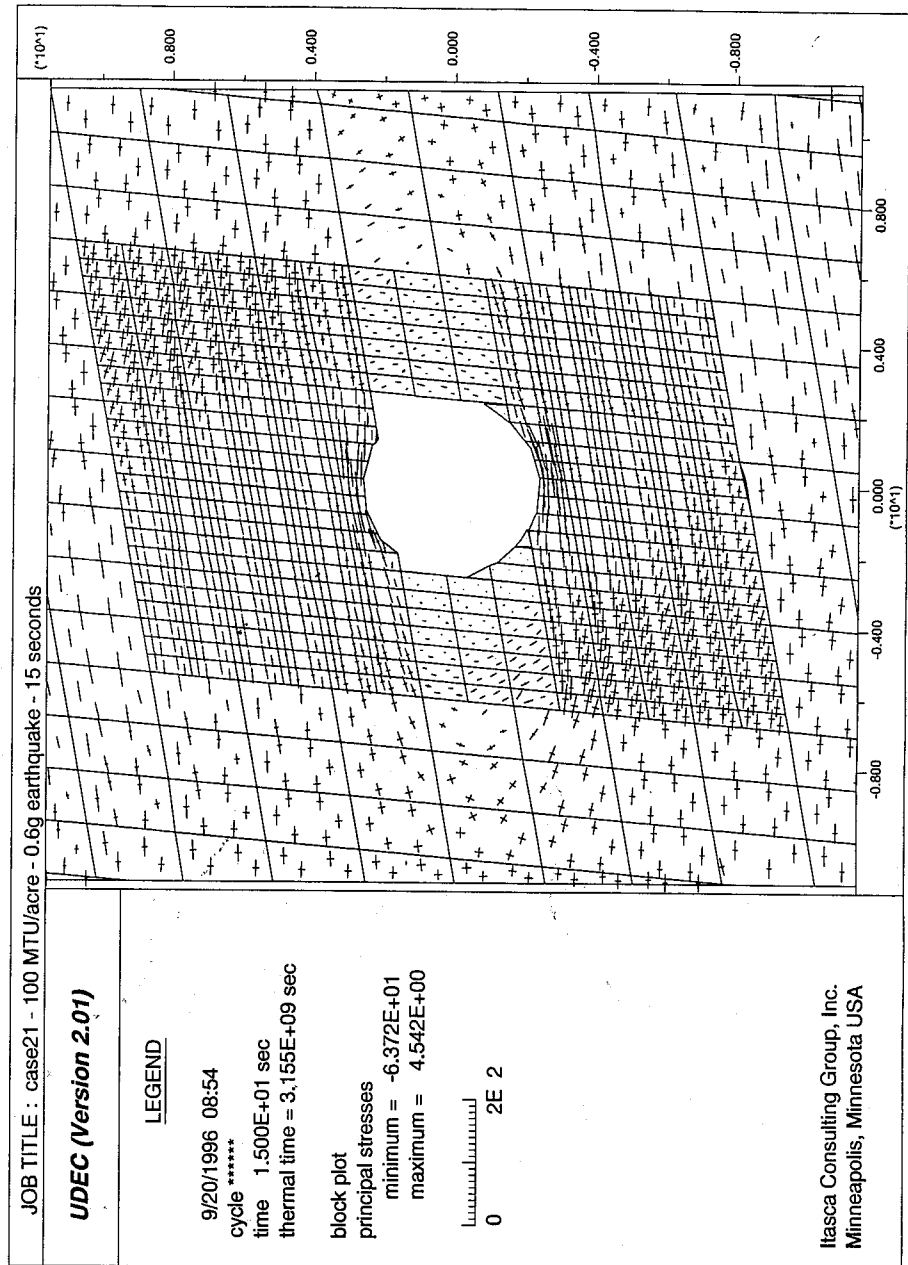 JOB TITLE : case21 - 100 MTU/acre - 0.6g earthquake - 15 seconds
UDEC (Version 2.01)
LEGEND
9/20/1996 08:54
cycle ******
time 1.500E+01 sec
thermal time = 3.155E+09 sec
block plot
principal stresses
minimum = -6.372E+01
maximum = 4.542E+00
0 2E 2
Itasca Consulting Group, Inc.
Minneapolis, Minnesota USA
(*10^1)
0.800
0.400
0.000
-0.400
-0.800
-0.800
-0.400
0.000
0.400
0.800
(*10^1)